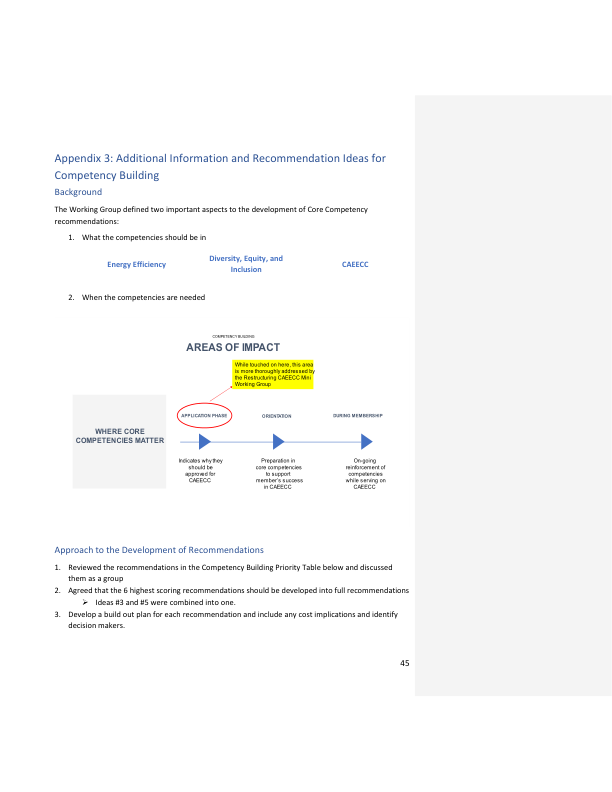 Appendix 3: Additional Information and Recommendation Ideas for
Competency Building
Background
The Working Group defined two important aspects to the development of Core Competency
recommendations:
1. What the competencies should be in
Energy Efficiency
Diversity, Equity, and
Inclusion
CAEECC
2. When the competencies are needed
COMPETENCY BUILDING
AREAS OF IMPACT
While touched on here, this area
is more thoroughly addressed by
the Restructuring CAEECC Mini
Working Group
WHERE CORE
COMPETENCIES MATTER
APPLICATION PHASE
ORIENTATION
DURING MEMBERSHIP
Indicates why they
should be
approved for
CAEECC
Preparation in
core competencies
to support
member's success
in CAEECC
On-going
reinforcement of
competencies
while serving on
CAEECC
Approach to the Development of Recommendations
1. Reviewed the recommendations in the Competency Building Priority Table below and discussed
them as a group
2. Agreed that the 6 highest scoring recommendations should be developed into full recommendations
➢ Ideas #3 and #5 were combined into one.
3. Develop a build out plan for each recommendation and include any cost implications and identify
decision makers.
45